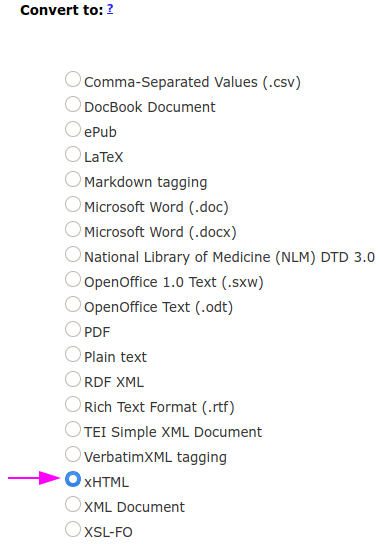 Convert to: ?
Comma-Separated Values (.csv)
DocBook Document
ePub
LaTeX
Markdown tagging
Microsoft Word (.doc)
Microsoft Word (.docx)
National Library of Medicine (NLM) DTD 3.0
OpenOffice 1.0 Text (.sxw)
OpenOffice Text (.odt)
PDF
Plain text
RDF XML
Rich Text Format (.rtf)
TEI Simple XML Document
VerbatimXML tagging
xHTML
XML Document
XSL-FO